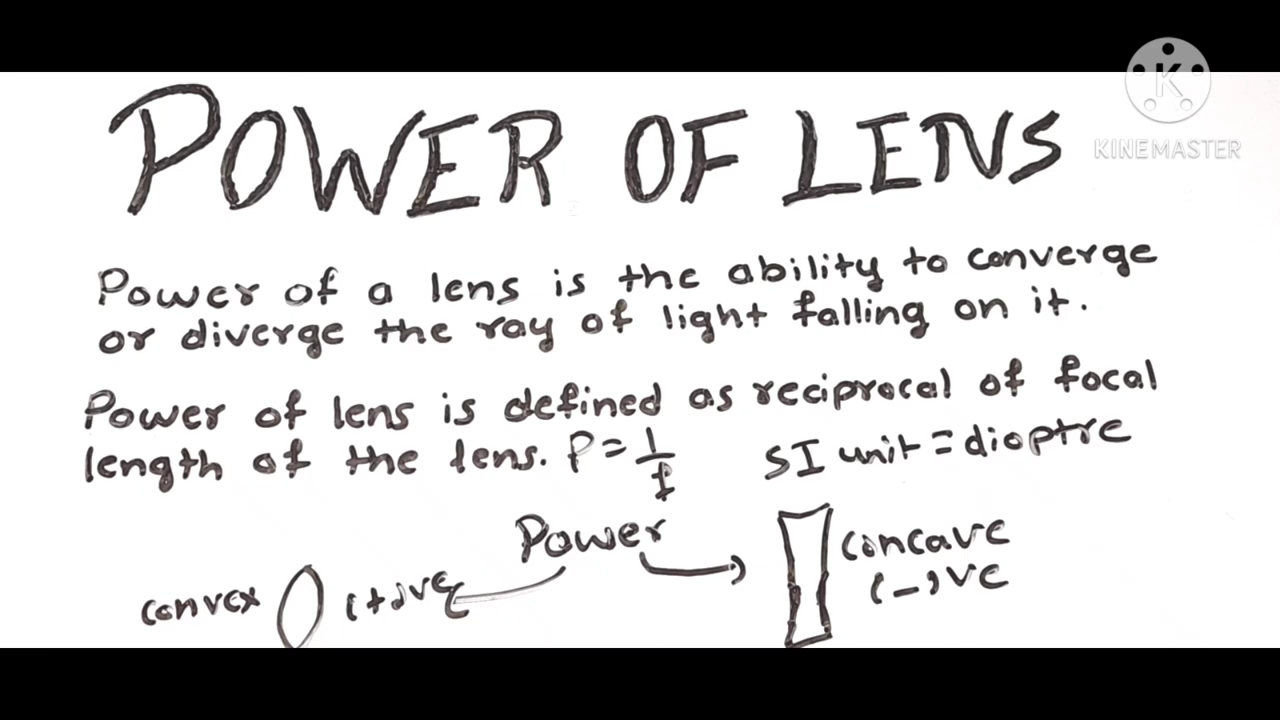 POWER OF LENS
KINEMASTER
Power of a lens is the ability to converge
or diverge the ray of light falling on it.
Power of lens is defined as reciprocal of focal
length of the lens. P = 1/f SI unit = dioptre
Power
convex (+)ve
concave
(-)ve